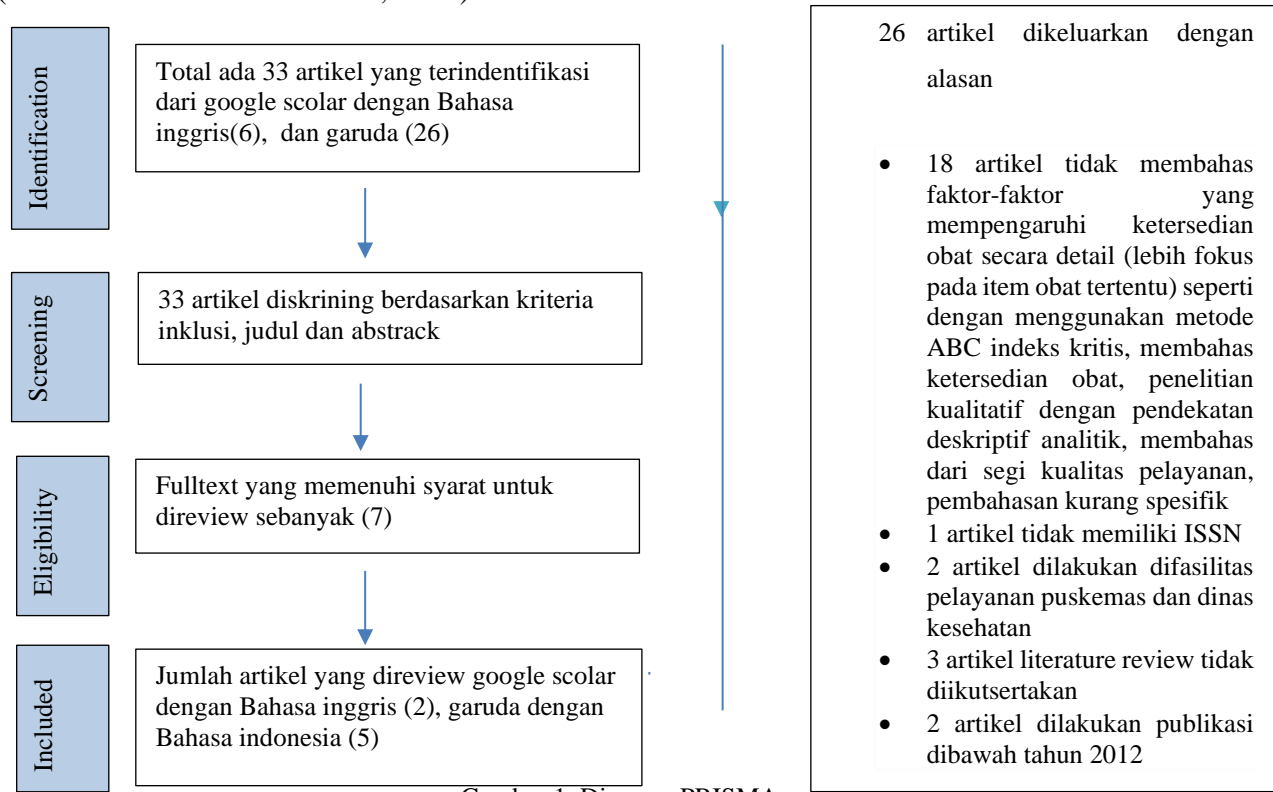 Identification
Total ada 33 artikel yang terindentifikasi
dari google scolar dengan Bahasa
inggris(6), dan garuda (26)
Screening
33 artikel diskrining berdasarkan kriteria
inklusi, judul dan abstrack
Eligibility
Fulltext yang memenuhi syarat untuk
direview sebanyak (7)
Included
Jumlah artikel yang direview google scolar
dengan Bahasa inggris (2), garuda dengan
Bahasa indonesia (5)
26 artikel dikeluarkan dengan
alasan
• 18 artikel tidak membahas
faktor-faktor yang
mempengaruhi ketersedian
obat secara detail (lebih fokus
pada item obat tertentu) seperti
dengan menggunakan metode
ABC indeks kritis, membahas
ketersedian obat, penelitian
kualitatif dengan pendekatan
deskriptif analitik, membahas
dari segi kualitas pelayanan,
pembahasan kurang spesifik
• 1 artikel tidak memiliki ISSN
• 2 artikel dilakukan difasilitas
pelayanan puskemas dan dinas
kesehatan
• 3 artikel literature review tidak
diikutsertakan
• 2 artikel dilakukan publikasi
dibawah tahun 2012
PRISMA